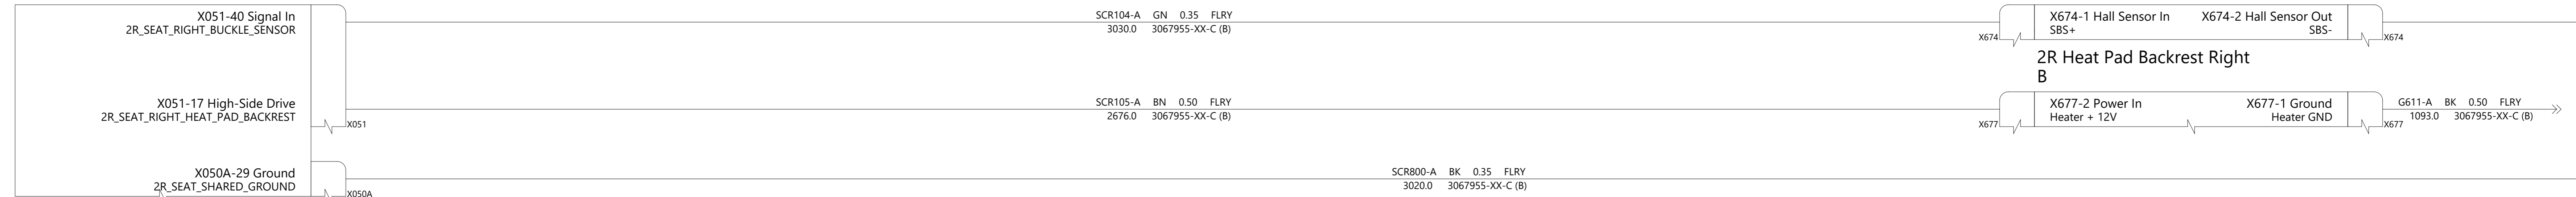 X051-40 Signal In
2R_SEAT_RIGHT_BUCKLE_SENSOR
SCR104-A GN 0.35 FLRY
3030.0 3067955-XX-C (B)
X674
X674-1 Hall Sensor In X674-2 Hall Sensor Out
SBS+ SBS-
X674
2R Heat Pad Backrest Right
B
X051-17 High-Side Drive
2R_SEAT_RIGHT_HEAT_PAD_BACKREST
X051
SCR105-A BN 0.50 FLRY
2676.0 3067955-XX-C (B)
X677
X677-2 Power In X677-1 Ground
Heater + 12V Heater GND
X677
G611-A BK 0.50 FLRY
1093.0 3067955-XX-C (B)
X050A-29 Ground
2R_SEAT_SHARED_GROUND
X050A
SCR800-A BK 0.35 FLRY
3020.0 3067955-XX-C (B)